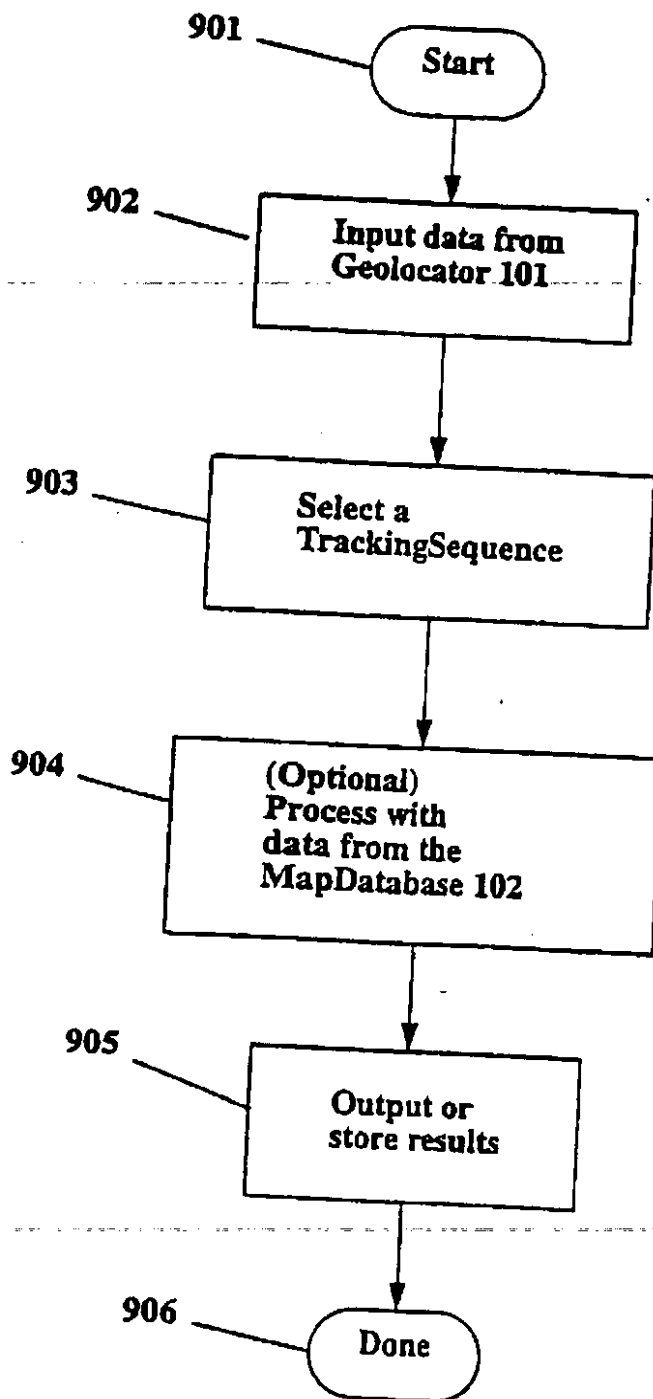 901
Start
902
Input data from
Geolocator 101
903
Select a
TrackingSequence
904
(Optional)
Process with
data from the
MapDatabase 102
905
Output or
store results
906
Done